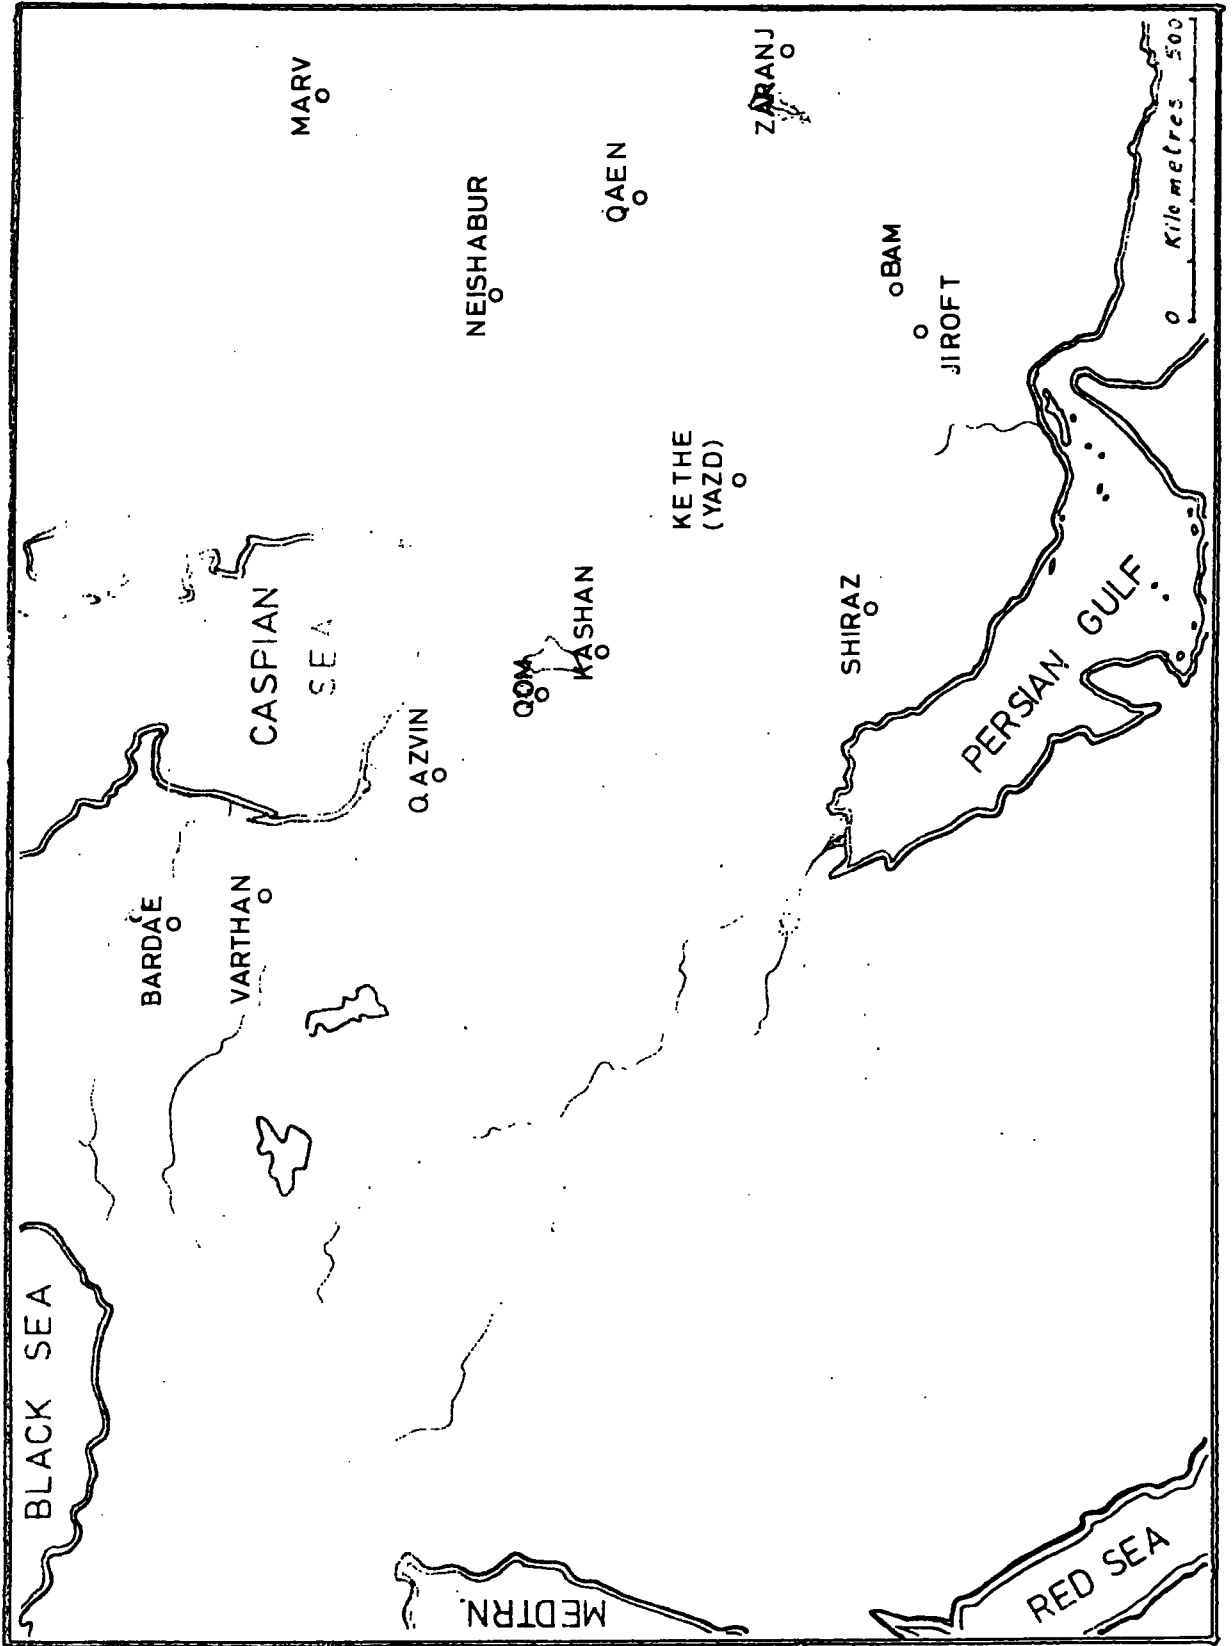 BLACK SEA
CASPIAN
SEA
MARV
BARDA'E
VARTHAN
NEISHABUR
QAZVIN
QOM
KASHAN
QAEN
KETHE
(YAZD)
ZARANJ
MEDTRN.
SHIRAZ
BAM
JIROFT
PERSIAN GULF
RED SEA
0 Kilometres 500